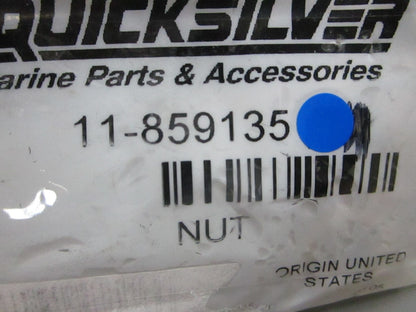 QUICKSILVER
arine Parts & Accessories
11-859135
NUT
ORIGIN UNITED
STATES